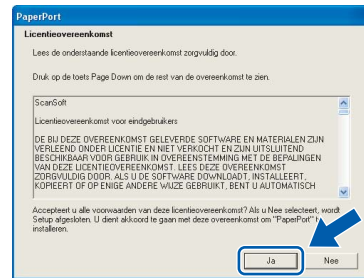 PaperPort
Licentieovereenkomst
Lees de onderstaande licentieovereenkomst zorgvuldig door.
Druk op de toets Page Down om de rest van de overeenkomst te zien.
ScanSoft
Licentieovereenkomst voor eindgebruikers
DE BIJ DEZE OVEREENKOMST GELEVERDE SOFTWARE EN MATERIALEN ZIJN
VERLEEND ONDER LICENTIE EN NIET VERKOCHT EN ZIJN UITSLUITEND
BESCHIKBAAR VOOR GEBRUIK IN OVEREENSTEMMING MET DE BEPALINGEN
VAN DEZE LICENTIEOVEREENKOMST. LEES DEZE OVEREENKOMST
ZORGVULDIG DOOR. ALS U DE SOFTWARE DOWNLOADT, INSTALLEERT,
KOPIEERT OF OP ENIGE ANDERE WIJZE GEBRUIKT, BENT U AUTOMATISCH
Accepteert u alle voorwaarden van deze licentieovereenkomst? Als u Nee selecteert, wordt
Setup afgesloten. U dient akkoord te gaan met deze overeenkomst om "PaperPort" te
installeren.
Ja
Nee